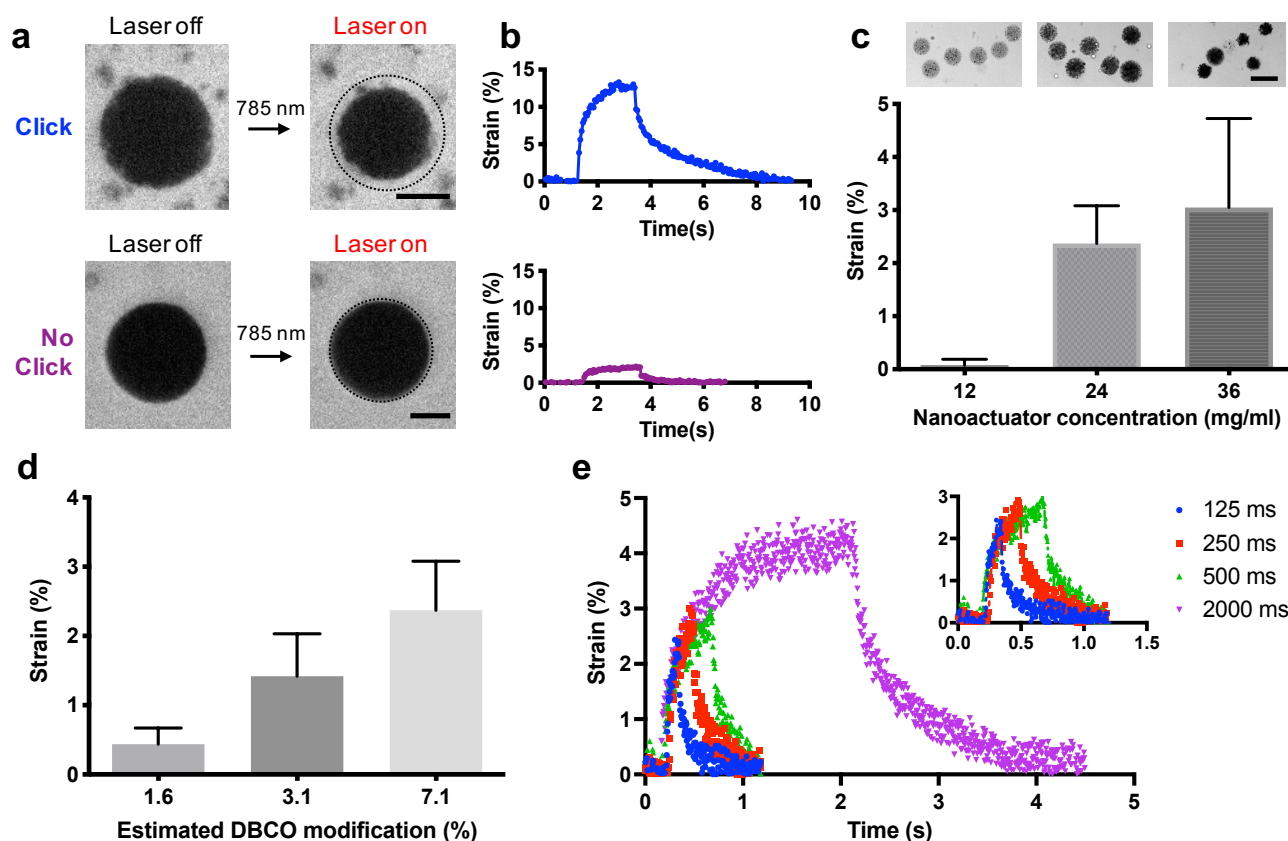 a
Laser off
Laser on
Click
785 nm
Laser off
Laser on
No
Click
785 nm
b
15
10
5
0
Strain (%)
0 2 4 6 8 10
Time(s)
15
10
5
0
Strain (%)
0 2 4 6 8 10
Time(s)
c
5
4
3
2
1
0
Strain (%)
12 24 36
Nanoactuator concentration (mg/ml)
d
4
3
2
1
0
Strain (%)
1.6 3.1 7.1
Estimated DBCO modification (%)
e
5
4
3
2
1
0
Strain (%)
0 1 2 3 4 5
Time (s)
3
2
1
0
0.0 0.5 1.0 1.5
125 ms
250 ms
500 ms
2000 ms